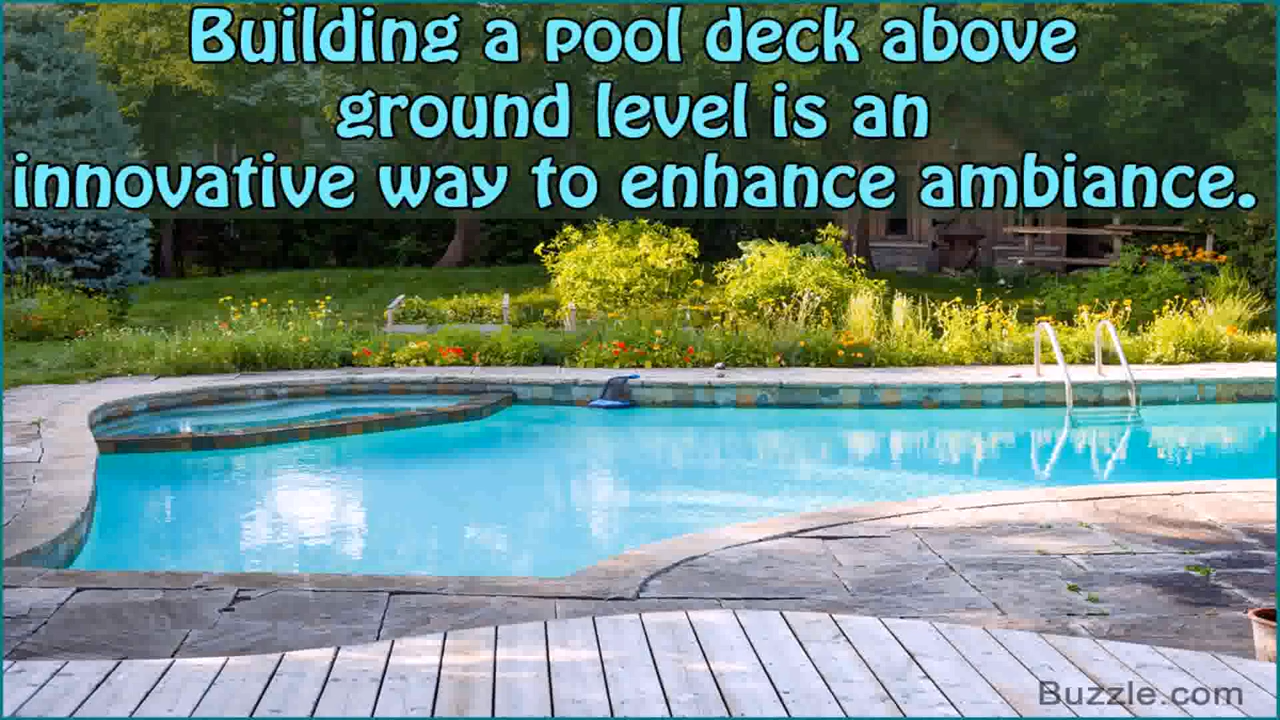 Building a pool deck above
ground level is an
innovative way to enhance ambiance.
Buzzle.com